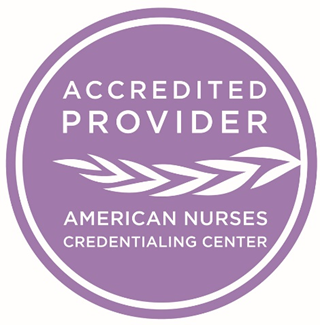 ACCREDITED
PROVIDER
AMERICAN NURSES
CREDENTIALING CENTER